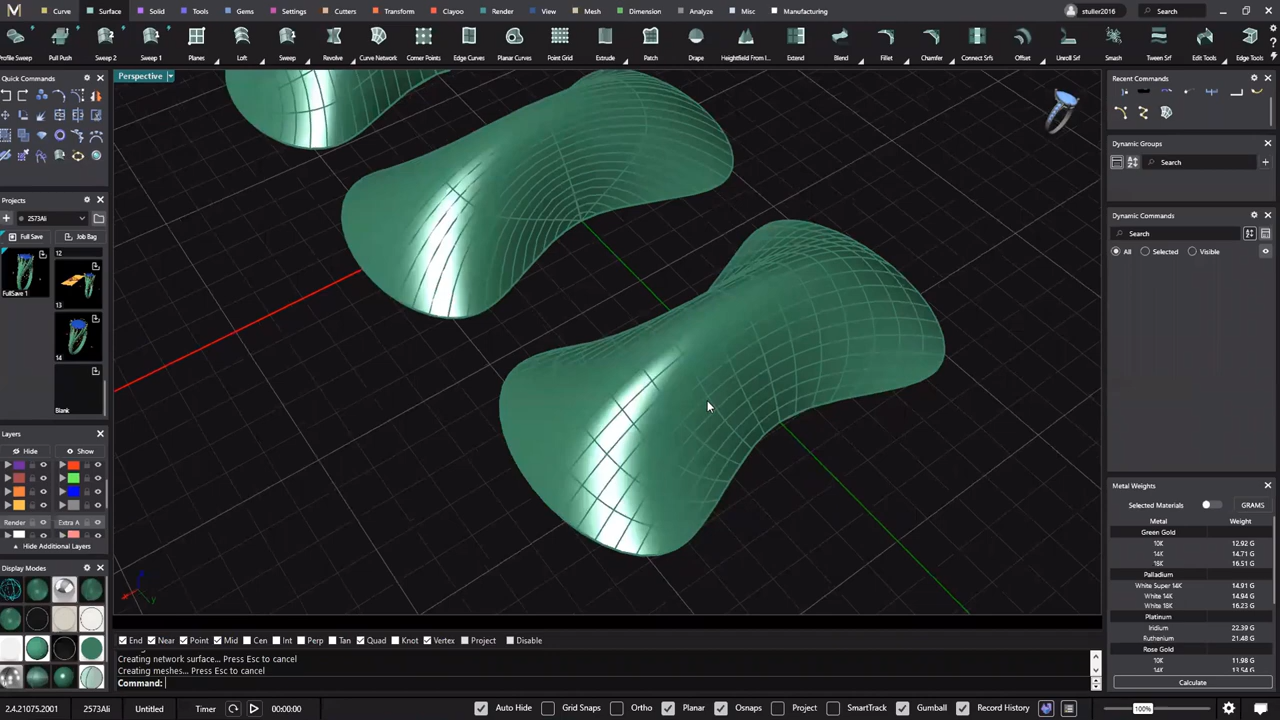 Curve Surface Solid Tools Gems Settings Cutters Transform Clayoo Render View Mesh Dimension Analyze Misc Manufacturing stuller2016 Search
Profile Sweep Pull Push Sweep 2 Sweep 1 Planes Loft Sweep Revolve Curve Network Corner Points Edge Curves Planar Curves Point Grid Extrude Patch Drape Heightfield From I... Extend Blend Fillet Chamfer Connect Srfs Offset Unroll Srf Smash Tween Srf Edit Tools Edge Tools
Quick Commands
Perspective
Recent Commands
Dynamic Groups
Search
Projects
2573Ali
Full Save Job Bag
12
FullSave 1
13
14
Blank
Dynamic Commands
Search
All Selected Visible
Layers
Hide Show
Render Extra A
Hide Additional Layers
Display Modes
x
y
Metal Weights
Selected Materials GRAMS
Metal Weight
Green Gold
10K 12.92 G
14K 14.71 G
18K 16.51 G
Palladium
White Super 14K 14.91 G
White 14K 14.94 G
White 18K 16.23 G
Platinum
Iridium 22.39 G
Ruthenium 21.48 G
Rose Gold
10K 11.98 G
14K 13.54 G
Calculate
End Near Point Mid Cen Int Perp Tan Quad Knot Vertex Project Disable
Creating network surface... Press Esc to cancel
Creating meshes... Press Esc to cancel
Command:
2.4.21075.2001 2573Ali Untitled Timer 00:00:00 Auto Hide Grid Snaps Ortho Planar Osnaps Project SmartTrack Gumball Record History 100%